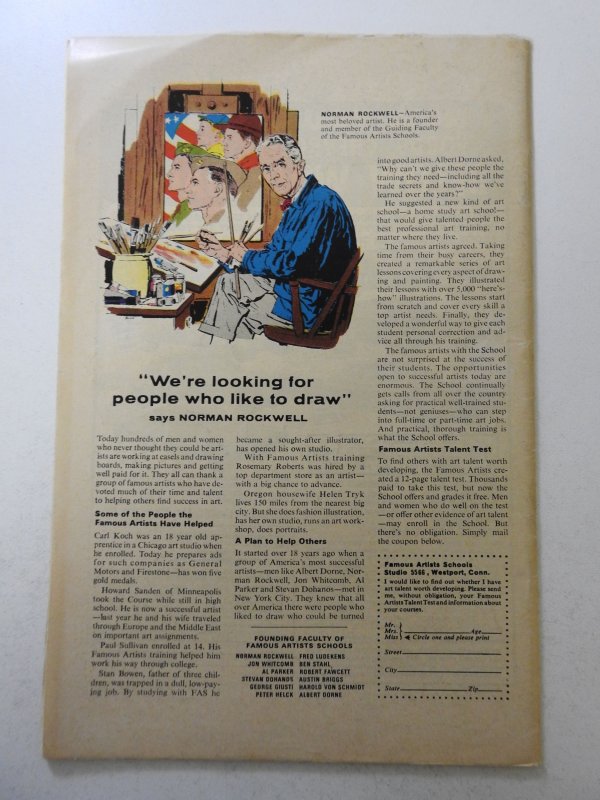 NORMAN ROCKWELL—America's
most beloved artist. He is a founder
and member of the Guiding Faculty
of the Famous Artists Schools.
"We're looking for
people who like to draw"
says NORMAN ROCKWELL
Today hundreds of men and women
who never thought they could be art-
ists are working at easels and drawing
boards, making pictures and getting
well paid for it. They all can thank a
group of famous artists who have de-
voted much of their time and talent
to helping others find success in art.
Some of the People the
Famous Artists Have Helped
Carl Koch was an 18 year old ap-
prentice in a Chicago art studio when
he enrolled. Today he prepares ads
for such companies as General
Motors and Firestone—has won five
gold medals.
Howard Sanden of Minneapolis
took the Course while still in high
school. He is now a successful artist
—last year he and his wife traveled
through Europe and the Middle East
on important art assignments.
Paul Sullivan enrolled at 14. His
Famous Artists training helped him
work his way through college.
Stan Bowen, father of three chil-
dren, was trapped in a dull, low-pay-
ing job. By studying with FAS he
became a sought-after illustrator,
has opened his own studio.
With Famous Artists training
Rosemary Roberts was hired by a
top department store as an artist—
with a big chance to advance.
Oregon housewife Helen Tryk
lives 150 miles from the nearest big
city. But she does fashion illustration,
has her own studio, runs an art work-
shop, does portraits.
A Plan to Help Others
It started over 18 years ago when a
group of America's most successful
artists—men like Albert Dorne, Nor-
man Rockwell, Jon Whitcomb, Al
Parker and Stevan Dohanos—met in
New York City. They knew that all
over America there were people who
liked to draw who could be turned
FOUNDING FACULTY OF
FAMOUS ARTISTS SCHOOLS
NORMAN ROCKWELL FRED LUDEKENS
JON WHITCOMB BEN STAHL
AL PARKER ROBERT FAWCETT
STEVAN DOHANOS AUSTIN BRIGGS
GEORGE GIUSTI HAROLD VON SCHMIDT
PETER HELCK ALBERT DORNE
into good artists. Albert Dorne asked,
"Why can't we give these people the
training they need—including all the
trade secrets and know-how we've
learned over the years?"
He suggested a new kind of art
school—a home study art school—
that would give talented people the
best professional art training, no
matter where they live.
The famous artists agreed. Taking
time from their busy careers, they
created a remarkable series of art
lessons covering every aspect of draw-
ing and painting. They illustrated
their lessons with over 5,000 "here's-
how" illustrations. The lessons start
from scratch and cover every skill a
top artist needs. Finally, they de-
veloped a wonderful way to give each
student personal correction and ad-
vice all through his training.
The famous artists with the School
are not surprised at the success of
their students. The opportunities
open to successful artists today are
enormous. The School continually
gets calls from all over the country
asking for practical well-trained stu-
dents—not geniuses—who can step
into full-time or part-time art jobs.
And practical, thorough training is
what the School offers.
Famous Artists Talent Test
To find others with art talent worth
developing, the Famous Artists cre-
ated a 12-page talent test. Thousands
paid to take this test, but now the
School offers and grades it free. Men
and women who do well on the test
—or offer other evidence of art talent
—may enroll in the School. But
there's no obligation. Simply mail
the coupon below.
Famous Artists Schools
Studio 5566, Westport, Conn.
I would like to find out whether I have
art talent worth developing. Please send
me, without obligation, your Famous
Artists Talent Test and information about
your courses.
Mr.
Mrs. Age
Miss Circle one and please print
Street
City
State Zip